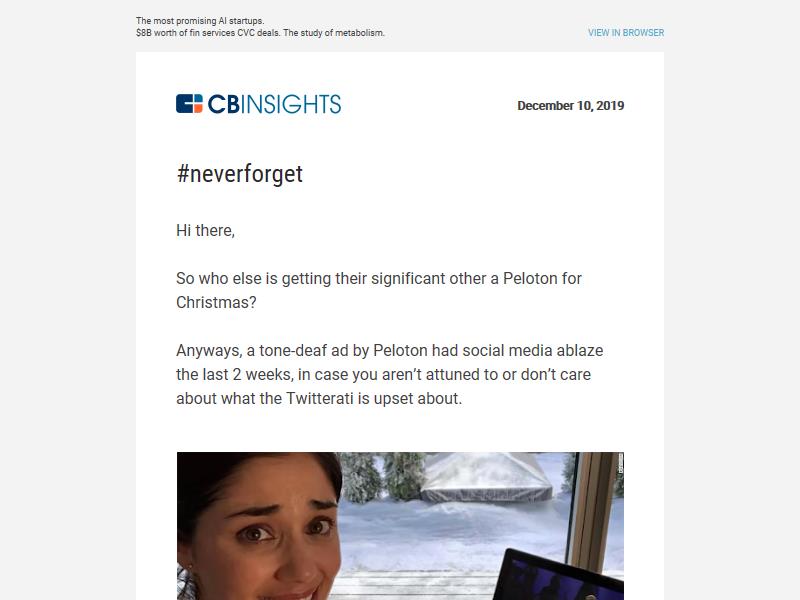 The most promising AI startups.
$8B worth of fin services CVC deals. The study of metabolism.
VIEW IN BROWSER
CBINSIGHTS
December 10, 2019
#neverforget
Hi there,
So who else is getting their significant other a Peloton for
Christmas?
Anyways, a tone-deaf ad by Peloton had social media ablaze
the last 2 weeks, in case you aren’t attuned to or don’t care
about what the Twitterati is upset about.